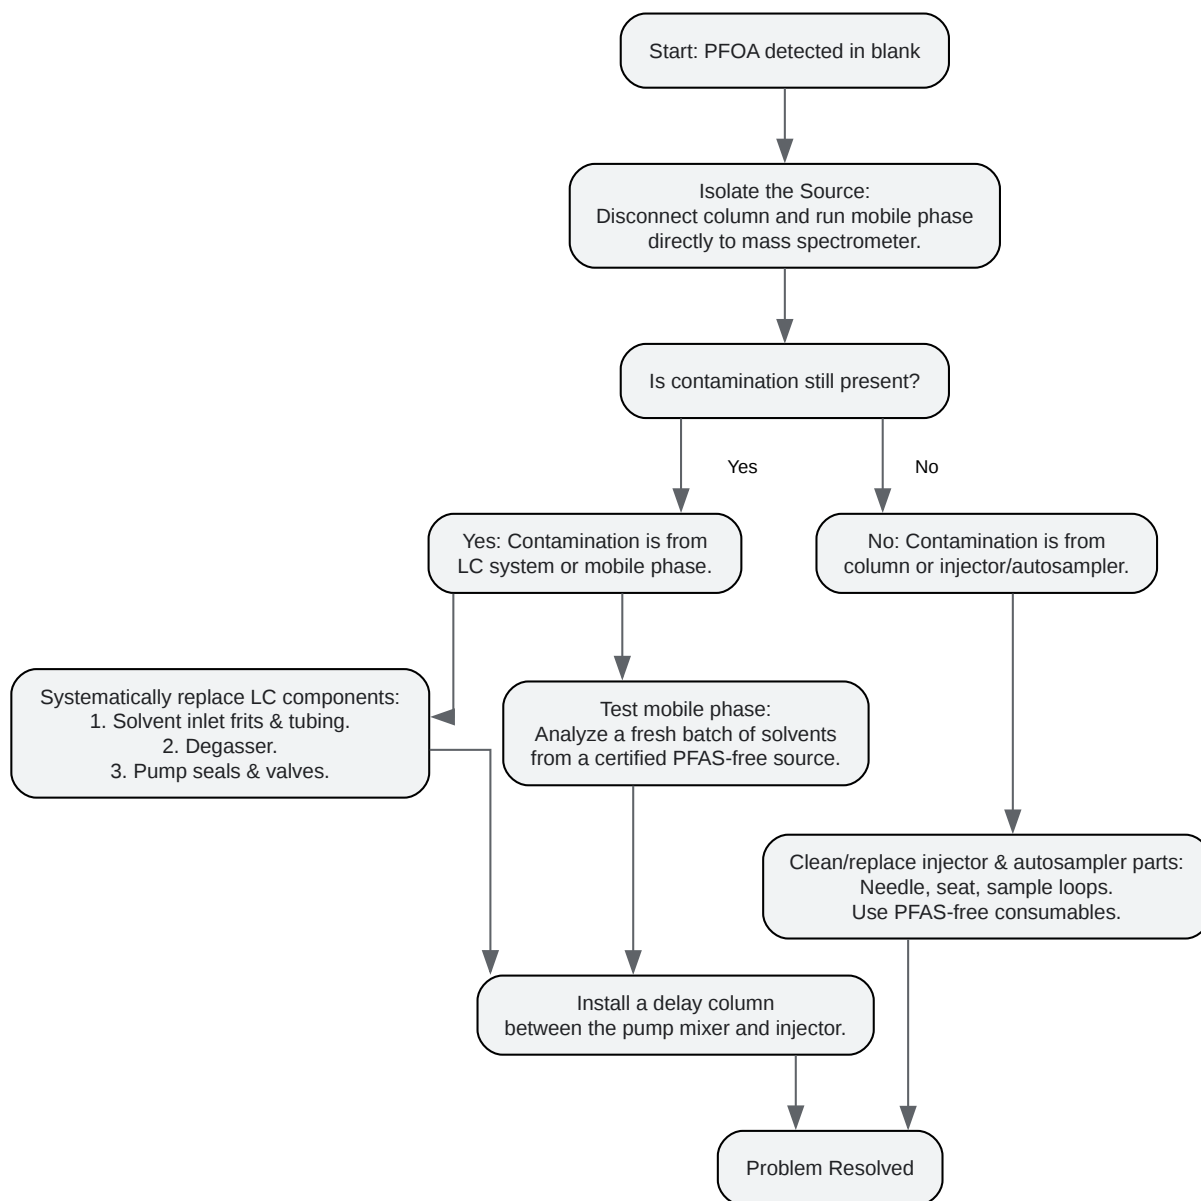 Start: PFOA detected in blank
Isolate the Source:
Disconnect column and run mobile phase
directly to mass spectrometer.
Is contamination still present?
Yes
No
Yes: Contamination is from
LC system or mobile phase.
No: Contamination is from
column or injector/autosampler.
Systematically replace LC components:
1. Solvent inlet frits & tubing.
2. Degasser.
3. Pump seals & valves.
Test mobile phase:
Analyze a fresh batch of solvents
from a certified PFAS-free source.
Clean/replace injector & autosampler parts:
Needle, seat, sample loops.
Use PFAS-free consumables.
Install a delay column
between the pump mixer and injector.
Problem Resolved